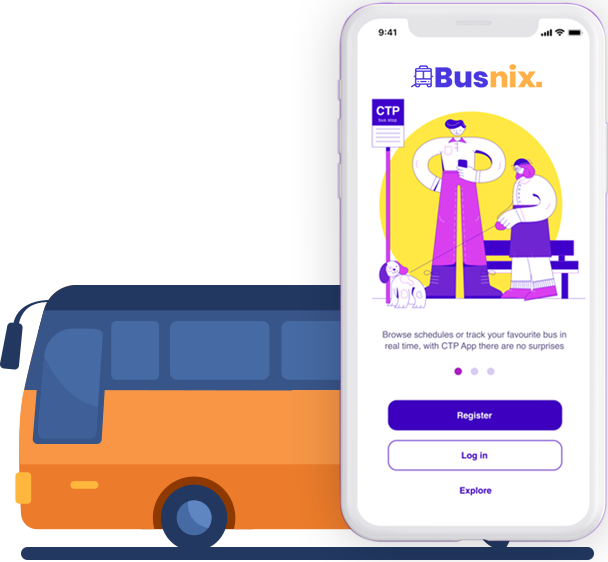 9:41
Busnix.
CTP
bus stop
Browse schedules or track your favourite bus in
real time, with CTP App there are no surprises
Register
Log in
Explore